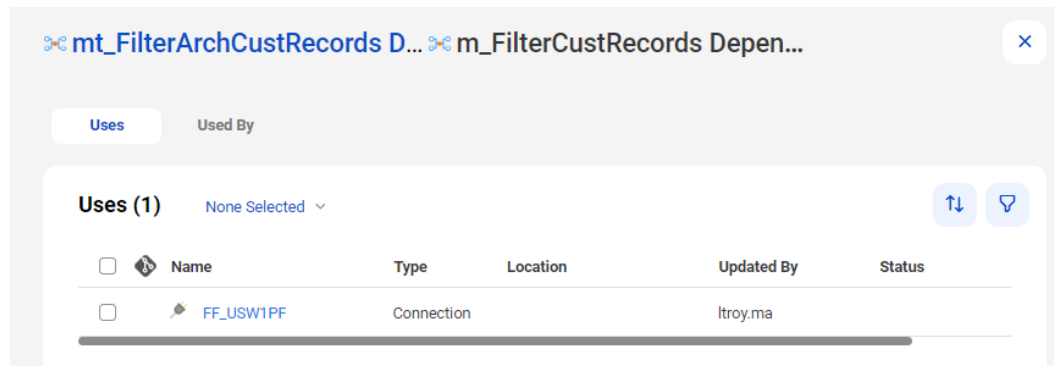 mt_FilterArchCustRecords D... m_FilterCustRecords Depen...
Uses Used By
Uses (1) None Selected
Name Type Location Updated By Status
FF_USW1PF Connection ltroy.ma